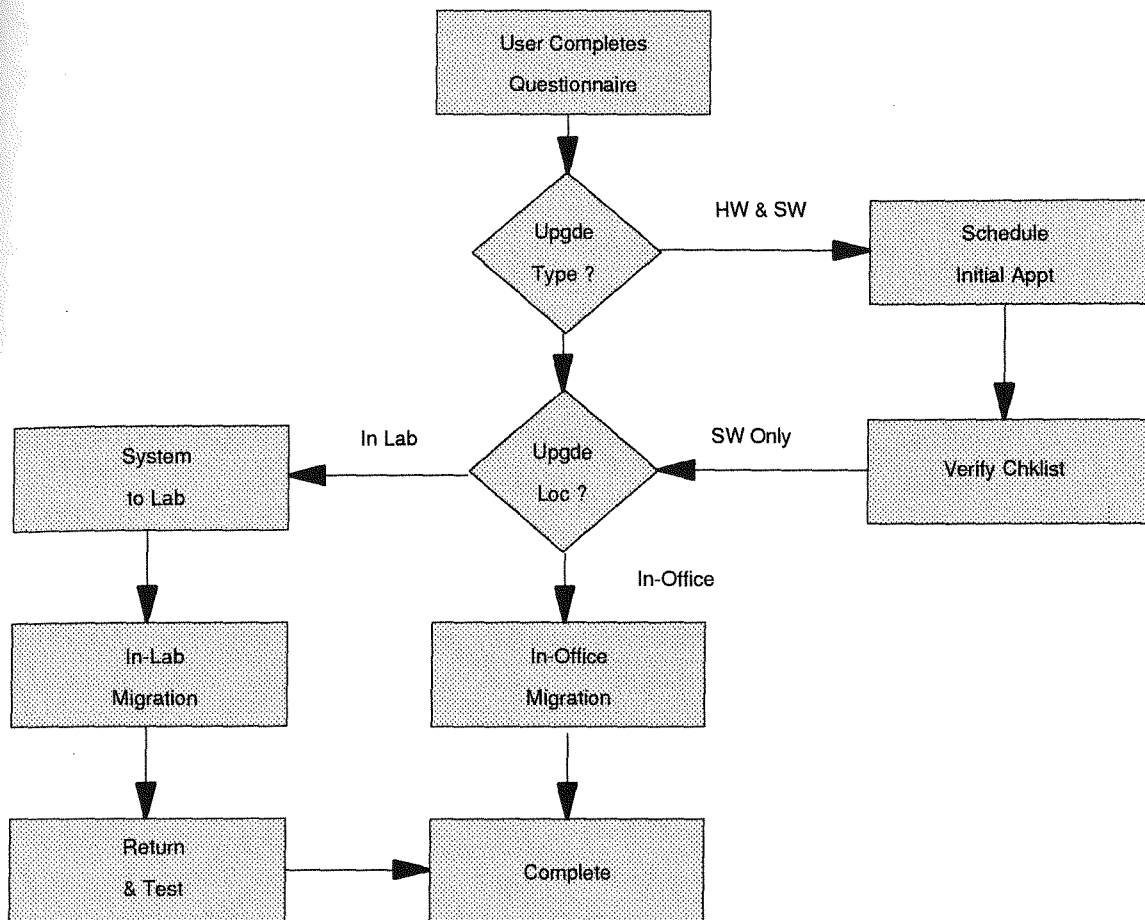 User Completes
Questionnaire
Upgde
Type ?
HW & SW
Schedule
Initial Appt
In Lab
System
to Lab
Upgde
Loc ?
SW Only
Verify Chklist
In-Office
In-Lab
Migration
In-Office
Migration
Return
& Test
Complete